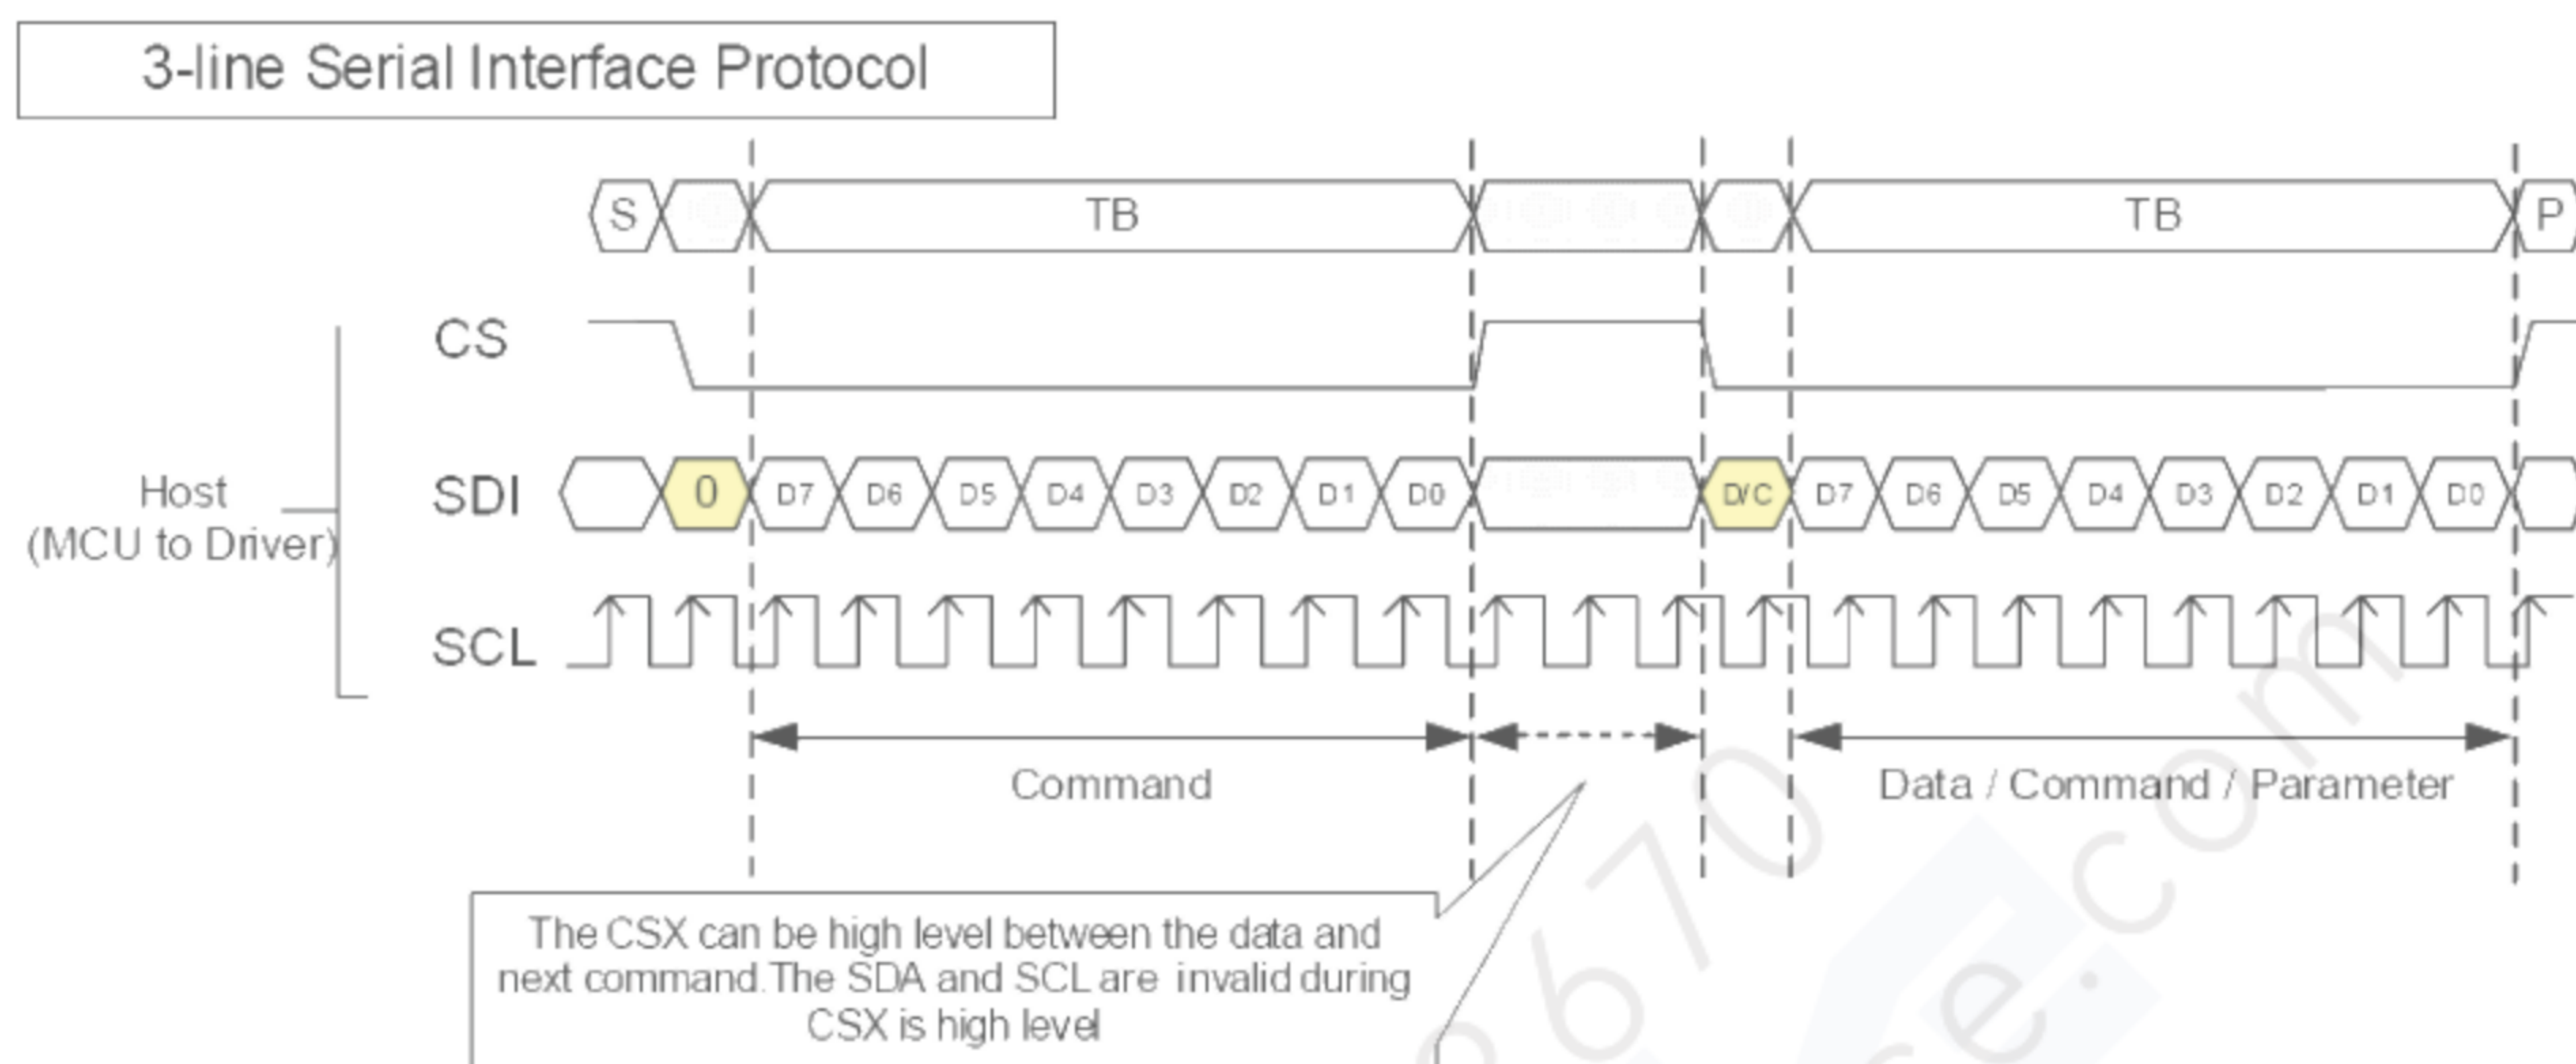 3-line Serial Interface Protocol
S TB TB P
CS
Host
(MCU to Driver)
SDI 0 D7 D6 D5 D4 D3 D2 D1 D0 D/C D7 D6 D5 D4 D3 D2 D1 D0
SCL
Command Data / Command / Parameter
The CSX can be high level between the data and
next command.The SDA and SCL are invalid during
CSX is high level